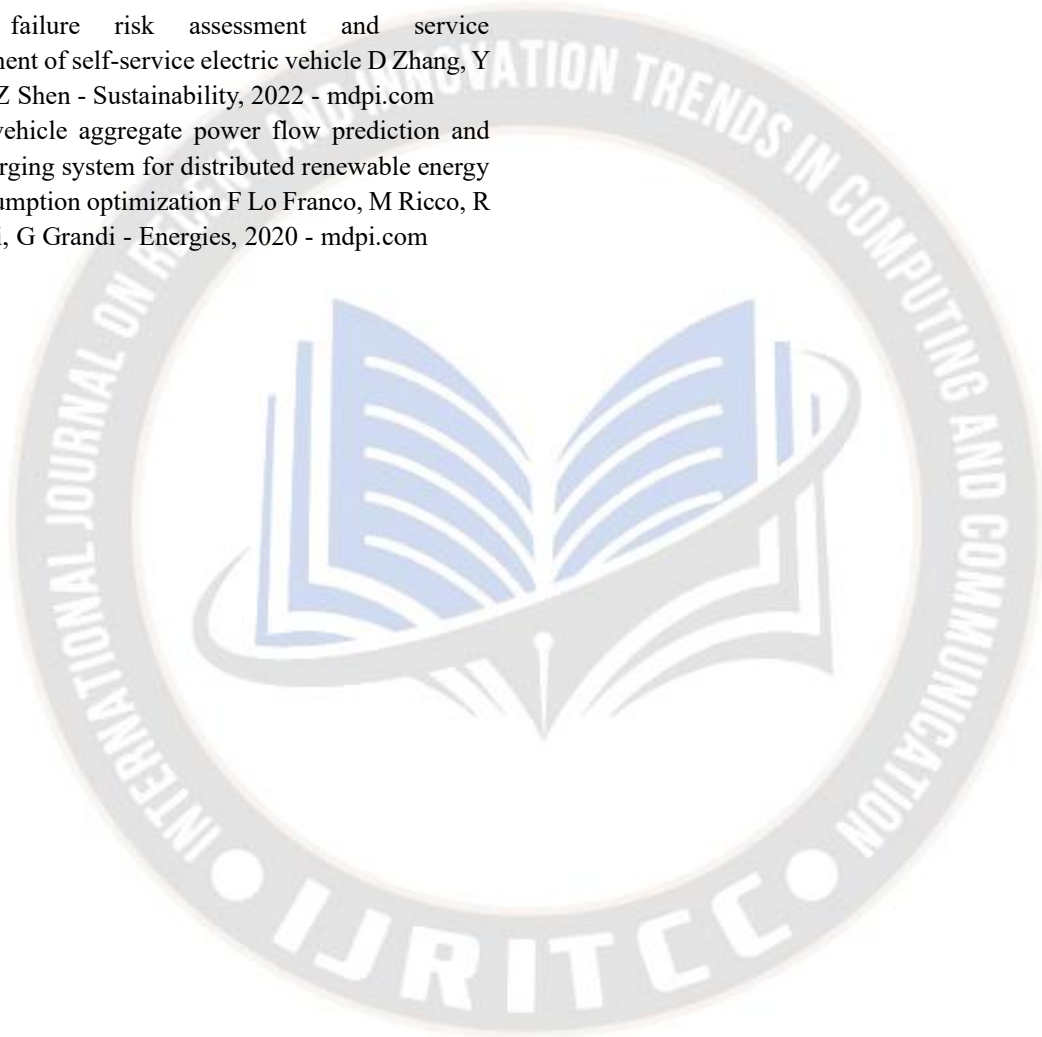 failure risk assessment and service
ment of self-service electric vehicle D Zhang, Y
Z Shen - Sustainability, 2022 - mdpi.com
vehicle aggregate power flow prediction and
rging system for distributed renewable energy
umption optimization F Lo Franco, M Ricco, R
i, G Grandi - Energies, 2020 - mdpi.com
INTERNATIONAL JOURNAL ON RECENT AND INNOVATION TRENDS IN COMPUTING AND COMMUNICATION
IJRITCC